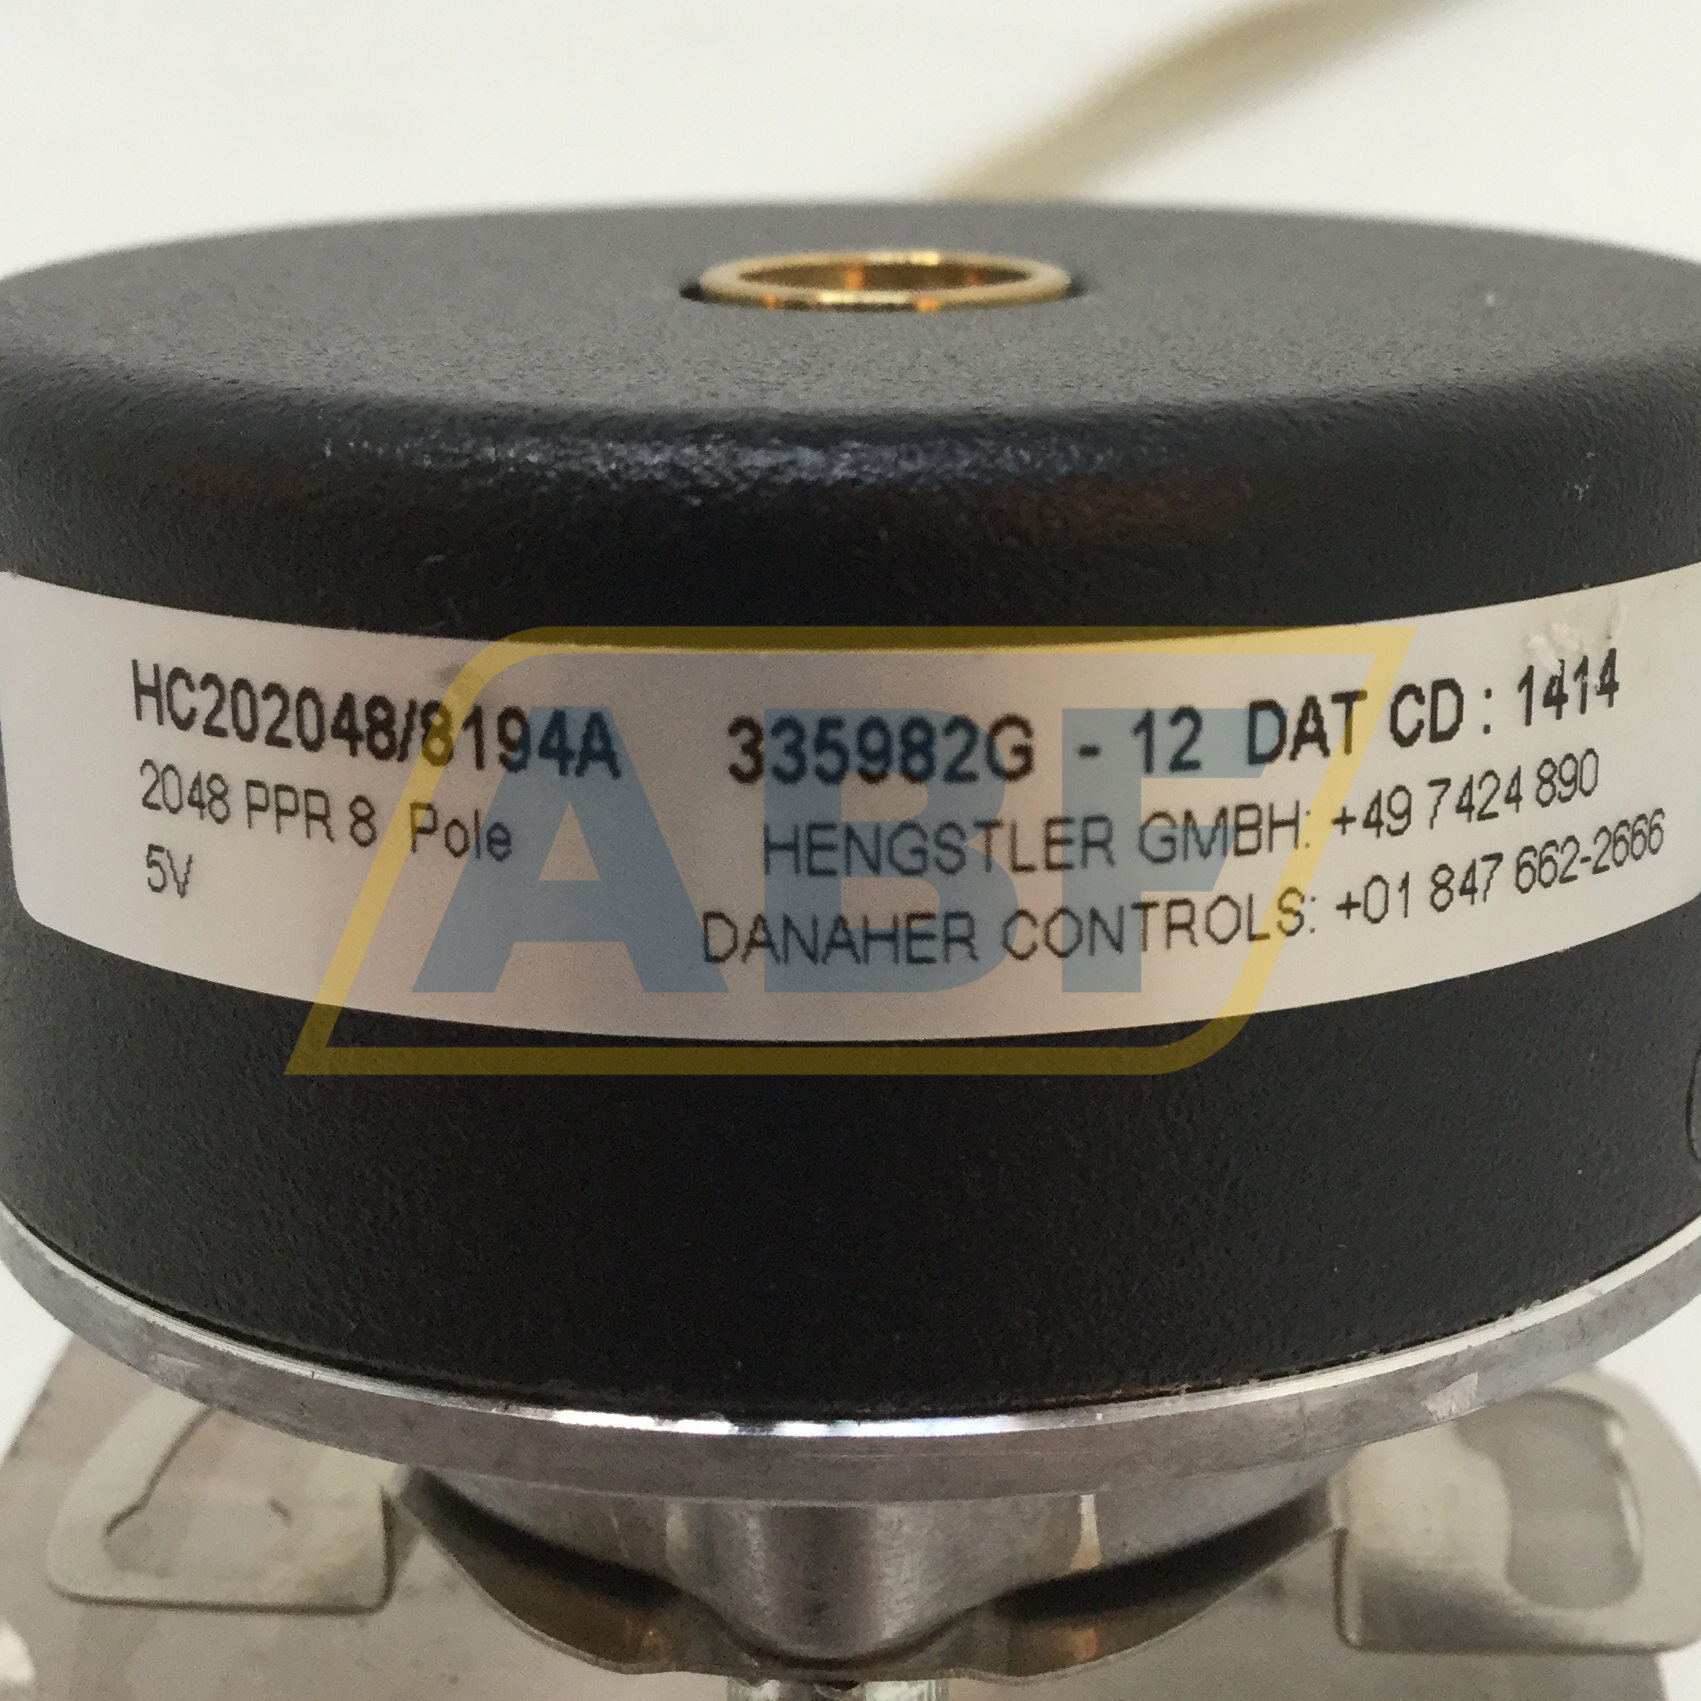 HC202048/8194A 335982G - 12 DAT CD : 1414
2048 PPR 8 Pole
HENGSTLER GMBH: +49 7424 890
5V
DANAHER CONTROLS: +01 847 662-2666
ABF